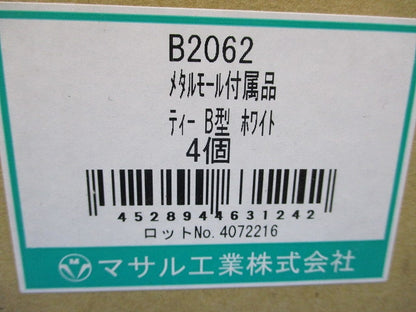 B2062
ﾒﾀﾙﾓｰﾙ付属品
ﾃｨｰ B型 ﾎﾜｲﾄ
4個
4528944631242
ロットNo. 4072216
M マサル工業株式会社